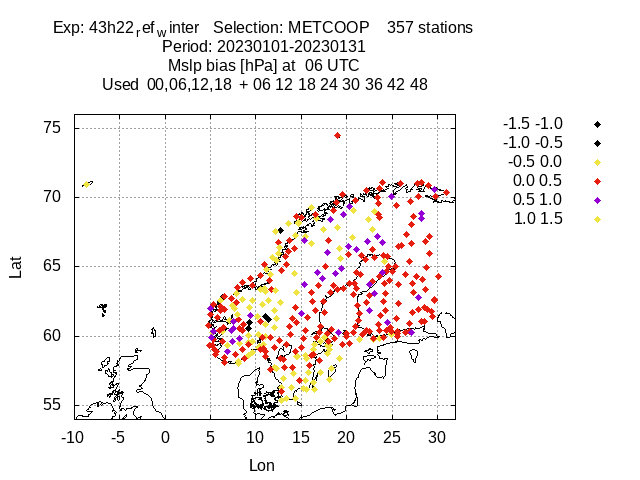 Exp: 43h22ref winter Selection: METCOOP 357 stations
Period: 20230101-20230131
Mslp bias [hPa] at 06 UTC
Used 00,06,12,18 + 06 12 18 24 30 36 42 48
-1.5 -1.0
-1.0 -0.5
-0.5 0.0
0.0 0.5
0.5 1.0
1.0 1.5
75
70
65
60
55
Lat
-10 -5 0 5 10 15 20 25 30
Lon